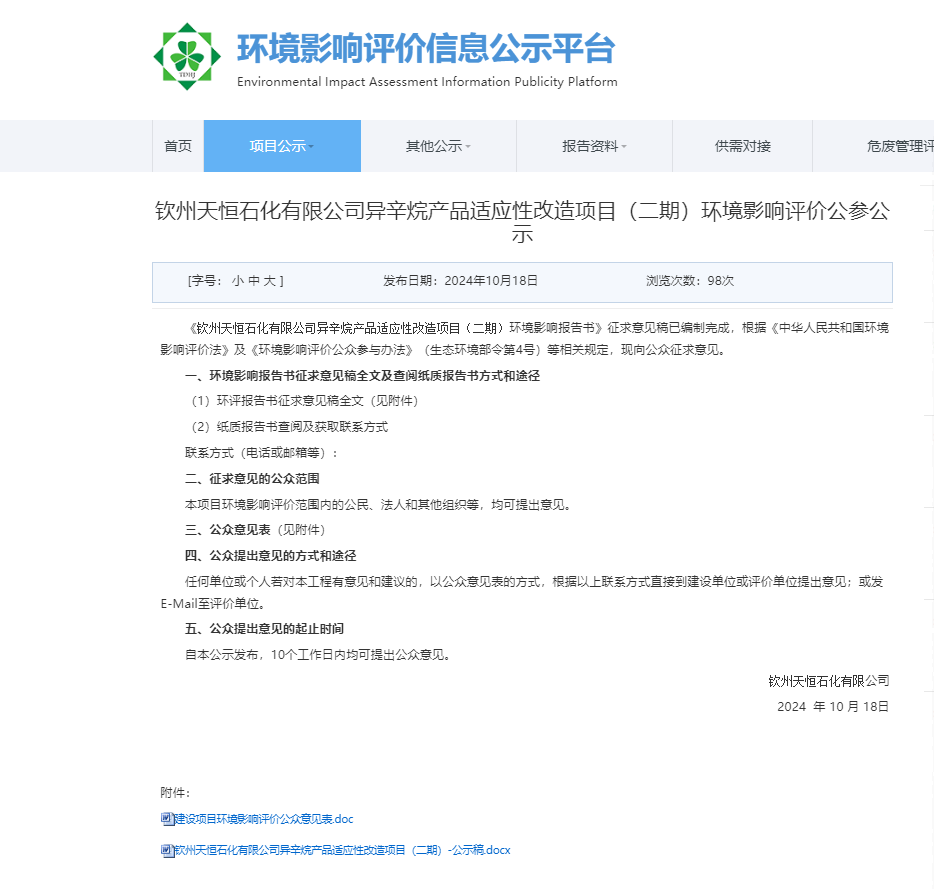 环境影响评价信息公示平台
Environmental Impact Assessment Information Publicity Platform
TDHJ
首页 项目公示 其他公示 报告资料 供需对接 危废管理评
钦州天恒石化有限公司异辛烷产品适应性改造项目（二期）环境影响评价公参公
示
[字号： 小 中 大 ] 发布日期：2024年10月18日 浏览次数：98次
《钦州天恒石化有限公司异辛烷产品适应性改造项目（二期）环境影响报告书》征求意见稿已编制完成，根据《中华人民共和国环境
影响评价法》及《环境影响评价公众参与办法》（生态环境部令第4号）等相关规定，现向公众征求意见。
一、环境影响报告书征求意见稿全文及查阅纸质报告书方式和途径
（1）环评报告书征求意见稿全文（见附件）
（2）纸质报告书查阅及获取联系方式
联系方式（电话或邮箱等）：
二、征求意见的公众范围
本项目环境影响评价范围内的公民、法人和其他组织等，均可提出意见。
三、公众意见表（见附件）
四、公众提出意见的方式和途径
任何单位或个人若对本工程有意见和建议的，以公众意见表的方式，根据以上联系方式直接到建设单位或评价单位提出意见；或发
E-Mail至评价单位。
五、公众提出意见的起止时间
自本公示发布，10个工作日内均可提出公众意见。
钦州天恒石化有限公司
2024 年 10 月 18日
附件：
建设项目环境影响评价公众意见表.doc
钦州天恒石化有限公司异辛烷产品适应性改造项目（二期）-公示稿.docx